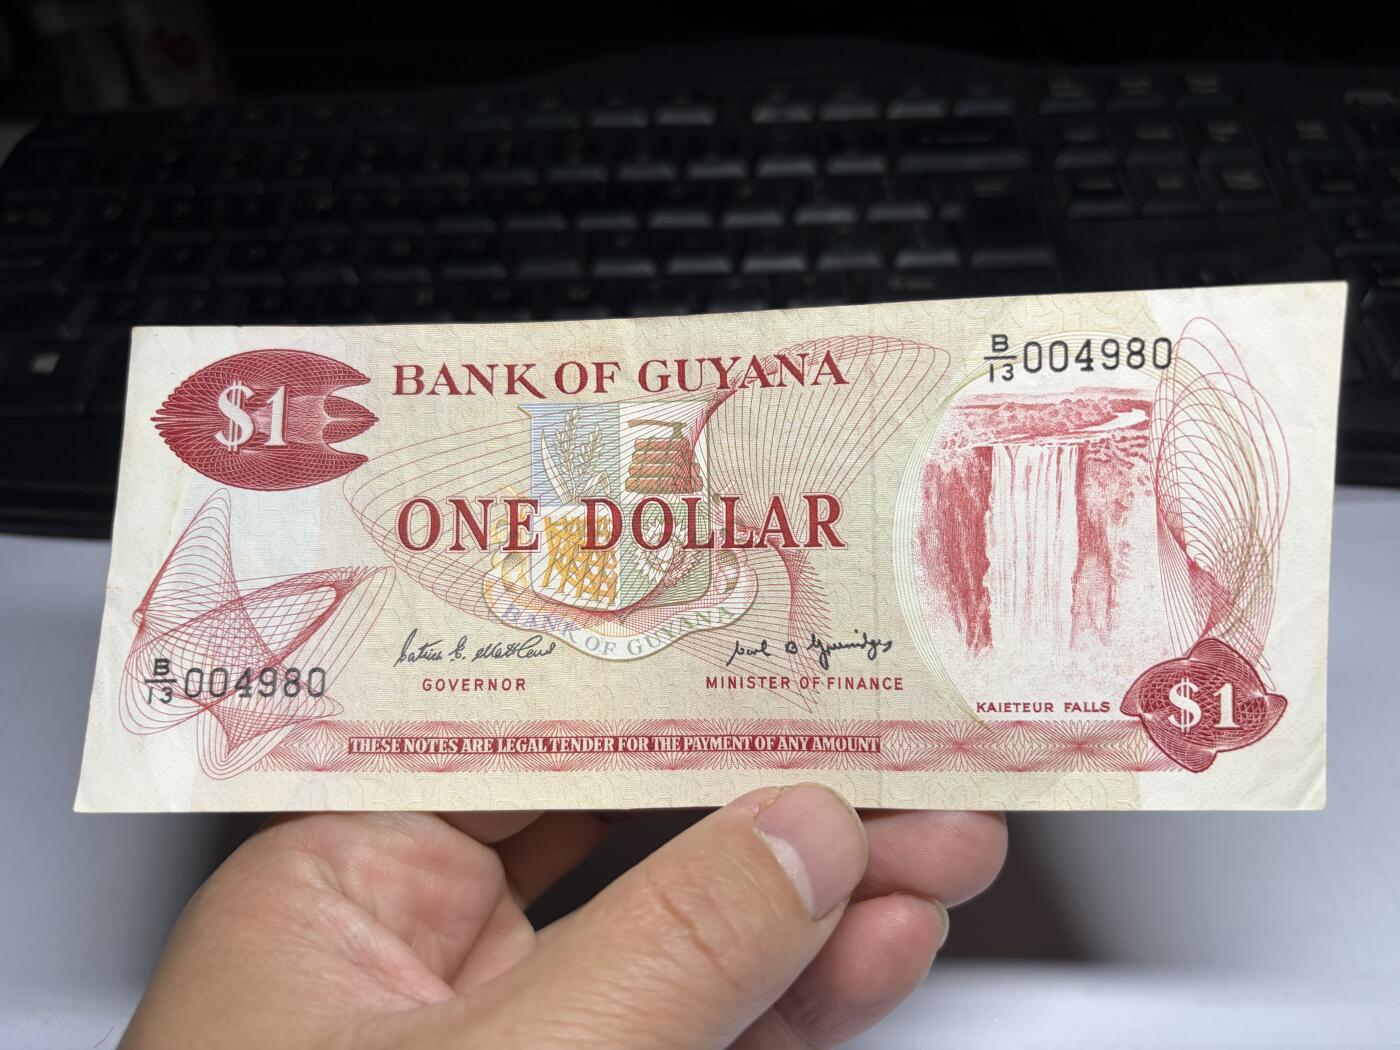 $1
BANK OF GUYANA
B/13 004980
ONE DOLLAR
BANK OF GUYANA
B/13 004980
GOVERNOR
MINISTER OF FINANCE
KAIETEUR FALLS
$1
THESE NOTES ARE LEGAL TENDER FOR THE PAYMENT OF ANY AMOUNT